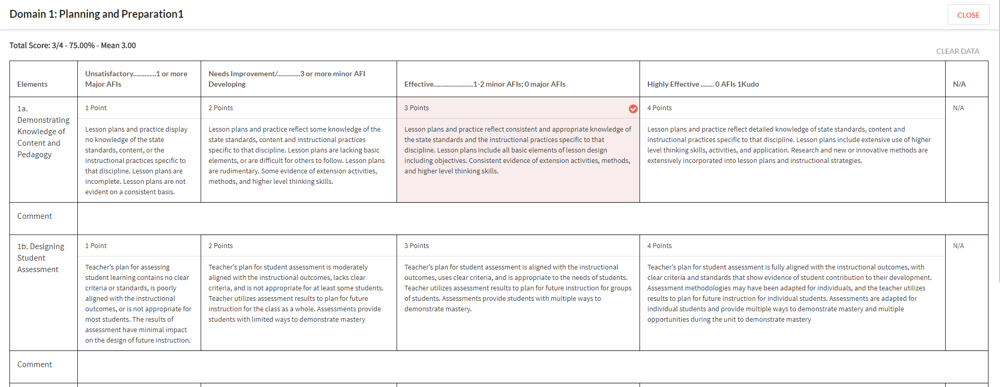 Domain 1: Planning and Preparation1
CLOSE
Total Score: 3/4 - 75.00% - Mean 3.00
CLEAR DATA
Elements
Unsatisfactory..............1 or more
Major AFIs
Needs Improvement/..............3 or more minor AFI
Developing
Effective........................1-2 minor AFIs; 0 major AFIs
Highly Effective ........ 0 AFIs 1Kudo
N/A
1a.
Demonstrating
Knowledge of
Content and
Pedagogy
1 Point
Lesson plans and practice display
no knowledge of the state
standards, content, or the
instructional practices specific to
that discipline. Lesson plans are
incomplete. Lesson plans are not
evident on a consistent basis.
2 Points
Lesson plans and practice reflect some knowledge of the
state standards, content and instructional practices
specific to that discipline. Lesson plans are lacking basic
elements, or are difficult for others to follow. Lesson plans
are rudimentary. Some evidence of extension activities,
methods, and higher level thinking skills.
3 Points
Lesson plans and practice reflect consistent and appropriate knowledge of
the state standards and the instructional practices specific to that
discipline. Lesson plans include all basic elements of lesson design
including objectives. Consistent evidence of extension activities, methods,
and higher level thinking skills.
4 Points
Lesson plans and practice reflect detailed knowledge of state standards, content and
instructional practices specific to that discipline. Lesson plans include extensive use of higher
level thinking skills, activities, and application. Research and new or innovative methods are
extensively incorporated into lesson plans and instructional strategies.
N/A
Comment
1b. Designing
Student
Assessment
1 Point
Teacher’s plan for assessing
student learning contains no clear
criteria or standards, is poorly
aligned with the instructional
outcomes, or is not appropriate for
most students. The results of
assessment have minimal impact
on the design of future instruction.
2 Points
Teacher’s plan for student assessment is moderately
aligned with the instructional outcomes, lacks clear
criteria, and is not appropriate for at least some students.
Teacher utilizes assessment results to plan for future
instruction for the class as a whole. Assessments provide
students with limited ways to demonstrate mastery
3 Points
Teacher’s plan for student assessment is aligned with the instructional
outcomes, uses clear criteria, and is appropriate to the needs of students.
Teacher utilizes assessment results to plan for future instruction for groups
of students. Assessments provide students with multiple ways to
demonstrate mastery.
4 Points
Teacher’s plan for student assessment is fully aligned with the instructional outcomes, with
clear criteria and standards that show evidence of student contribution to their development.
Assessment methodologies may have been adapted for individuals, and the teacher utilizes
results to plan for future instruction for individual students. Assessments are adapted for
individual students and provide multiple ways to demonstrate mastery and multiple
opportunities during the unit to demonstrate mastery
N/A
Comment